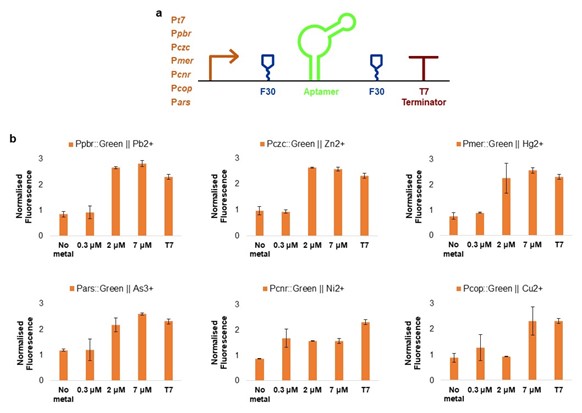 a
Pt7
Ppbr
Pczc
Pmer
Pcnr
Pcop
Pars
F30
Aptamer
F30
T7
Terminator
b
Ppbr::Green || Pb2+
Normalised
Fluorescence
3
2
1
0
No
metal
0.3 µM
2 µM
7 µM
T7
Pczc::Green || Zn2+
Normalised
Fluorescence
3
2
1
0
No
metal
0.3 µM
2 µM
7 µM
T7
Pmer::Green || Hg2+
Normalised
Fluorescence
3
2
1
0
No
metal
0.3 µM
2 µM
7 µM
T7
Pars::Green || As3+
Normalised
Fluorescence
3
2
1
0
No
metal
0.3 µM
2 µM
7 µM
T7
Pcnr::Green || Ni2+
Normalised
Fluorescence
3
2
1
0
No
metal
0.3 µM
2 µM
7 µM
T7
Pcop::Green || Cu2+
Normalised
Fluorescence
3
2
1
0
No
metal
0.3 µM
2 µM
7 µM
T7